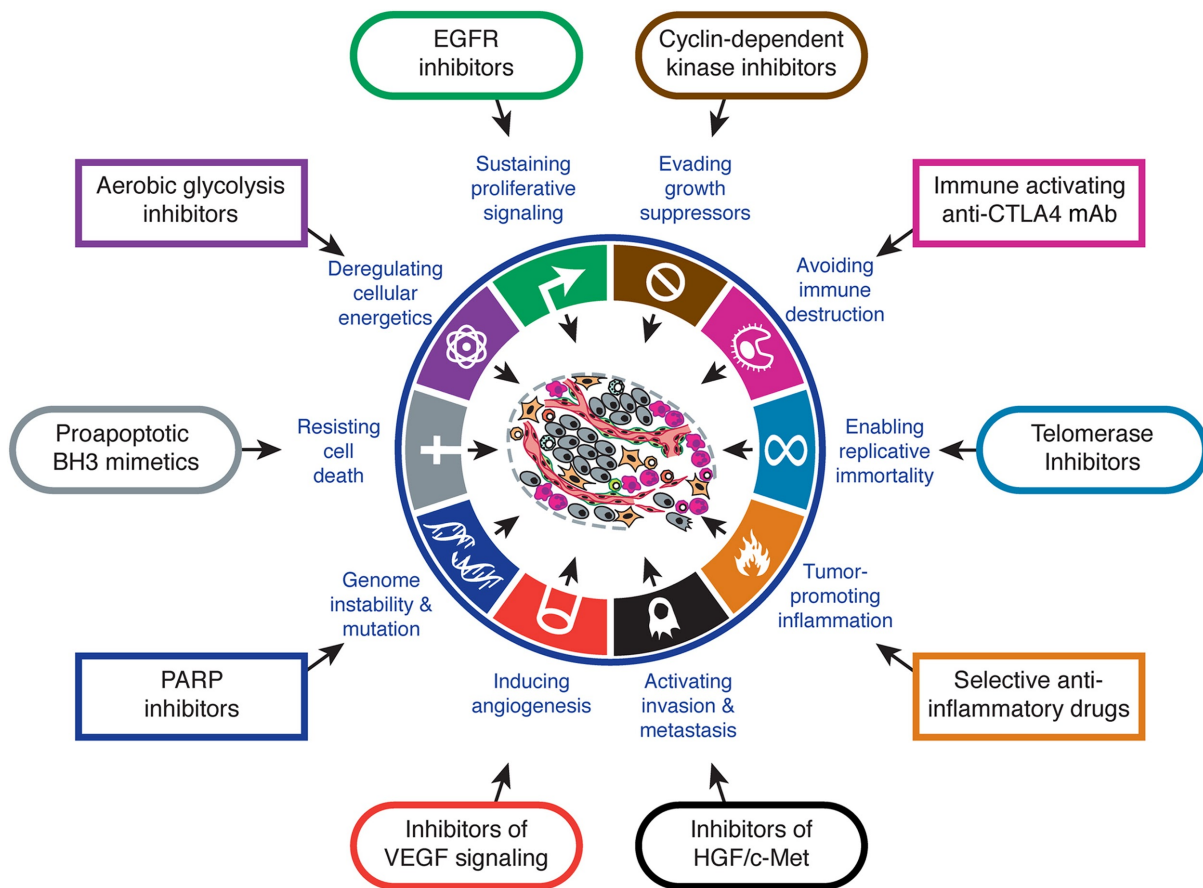 EGFR
inhibitors
Cyclin-dependent
kinase inhibitors
Aerobic glycolysis
inhibitors
Sustaining
proliferative
signaling
Evading
growth
suppressors
Immune activating
anti-CTLA4 mAb
Deregulating
cellular
energetics
Avoiding
immune
destruction
Proapoptotic
BH3 mimetics
Resisting
cell
death
Enabling
replicative
immortality
Telomerase
Inhibitors
Genome
instability &
mutation
Tumor-
promoting
inflammation
PARP
inhibitors
Inducing
angiogenesis
Activating
invasion &
metastasis
Selective anti-
inflammatory drugs
Inhibitors of
VEGF signaling
Inhibitors of
HGF/c-Met